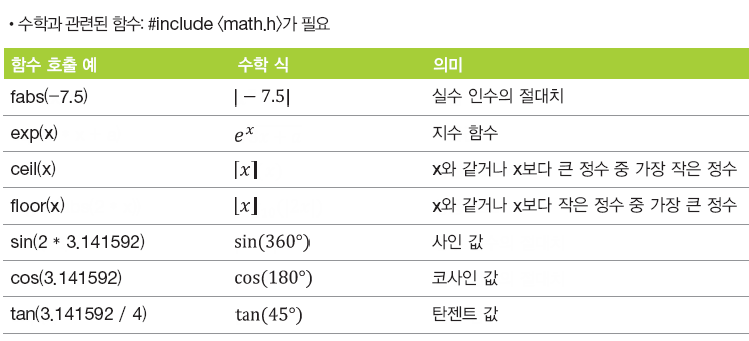 • 수학과 관련된 함수: #include 〈math.h〉가 필요
함수 호출 예 수학 식 의미
fabs(-7.5) |－7.5| 실수 인수의 절대치
exp(x) eˣ 지수 함수
ceil(x) ⌈x⌉ x와 같거나 x보다 큰 정수 중 가장 작은 정수
floor(x) ⌊x⌋ x와 같거나 x보다 작은 정수 중 가장 큰 정수
sin(2 * 3.141592) sin(360°) 사인 값
cos(3.141592) cos(180°) 코사인 값
tan(3.141592 / 4) tan(45°) 탄젠트 값